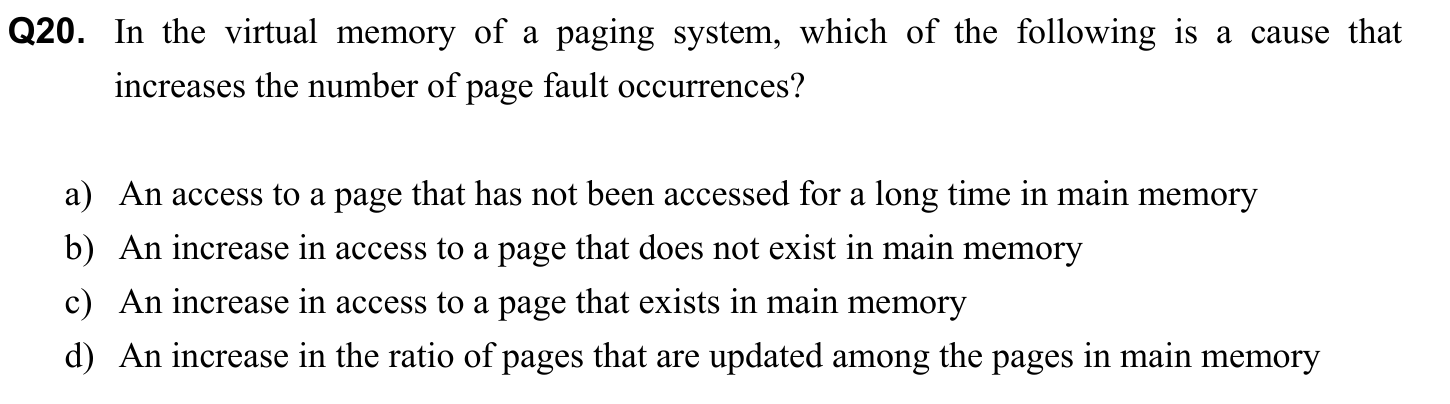 Q20. In the virtual memory of a paging system, which of the following is a cause that
increases the number of page fault occurrences?
a) An access to a page that has not been accessed for a long time in main memory
b) An increase in access to a page that does not exist in main memory
c) An increase in access to a page that exists in main memory
d) An increase in the ratio of pages that are updated among the pages in main memory